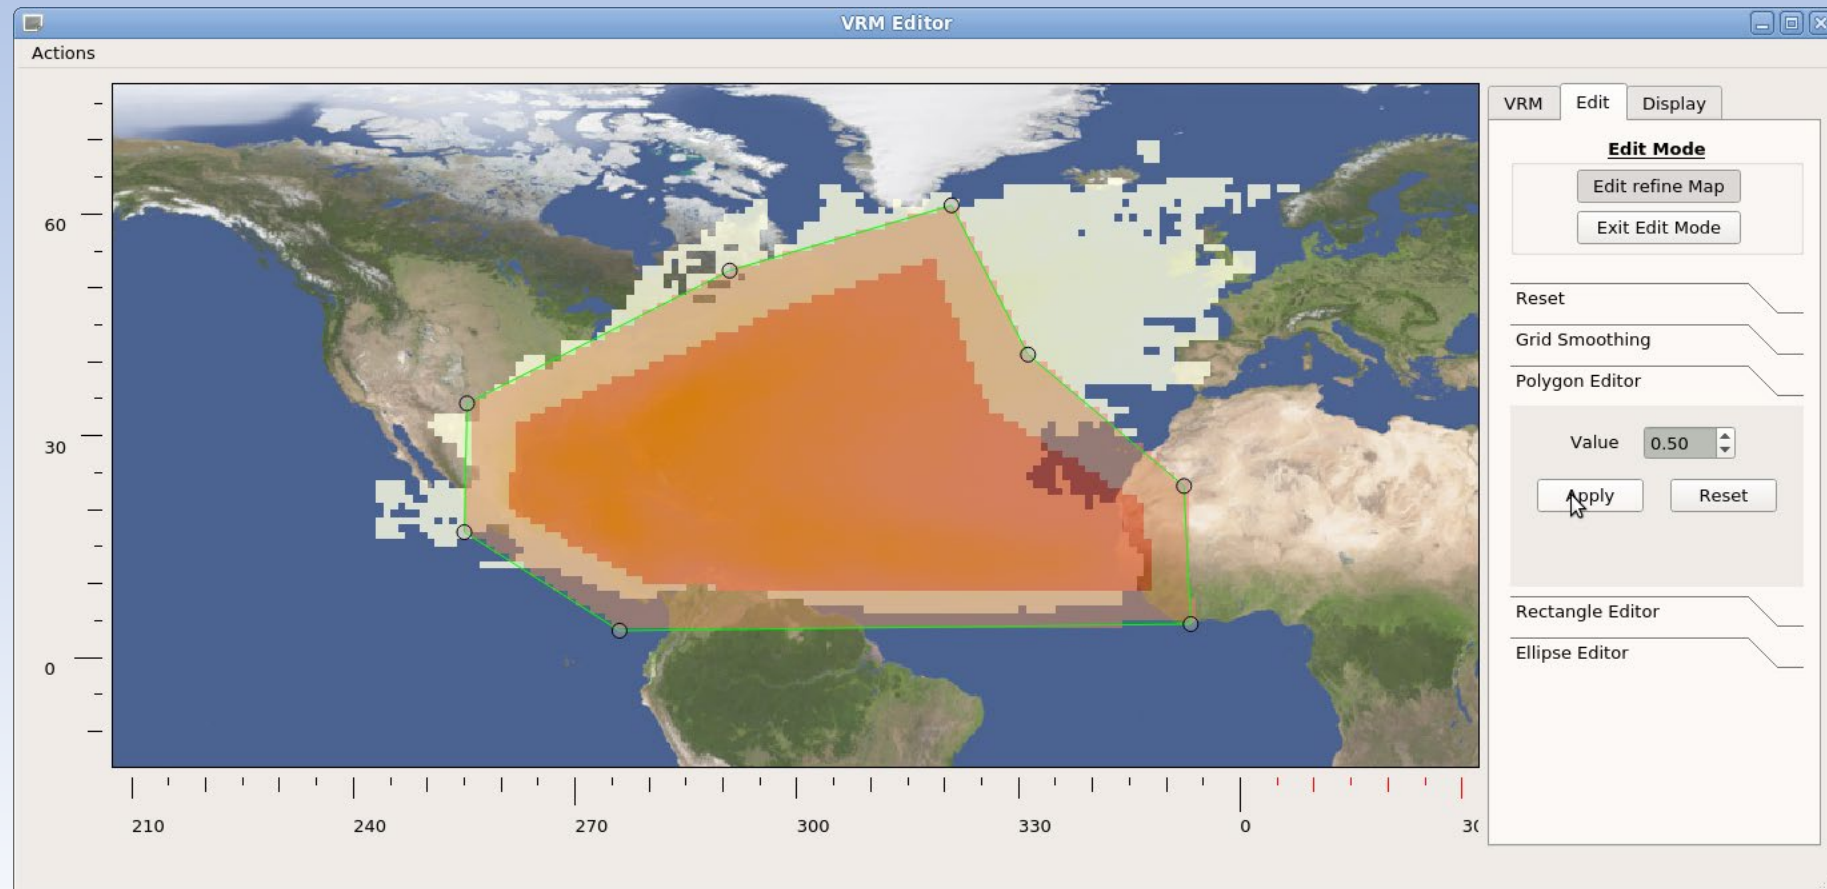 VRM Editor
Actions
VRM Edit Display
Edit Mode
Edit refine Map
Exit Edit Mode
Reset
Grid Smoothing
Polygon Editor
Value 0.50
Apply Reset
Rectangle Editor
Ellipse Editor
60
30
0
210 240 270 300 330 0